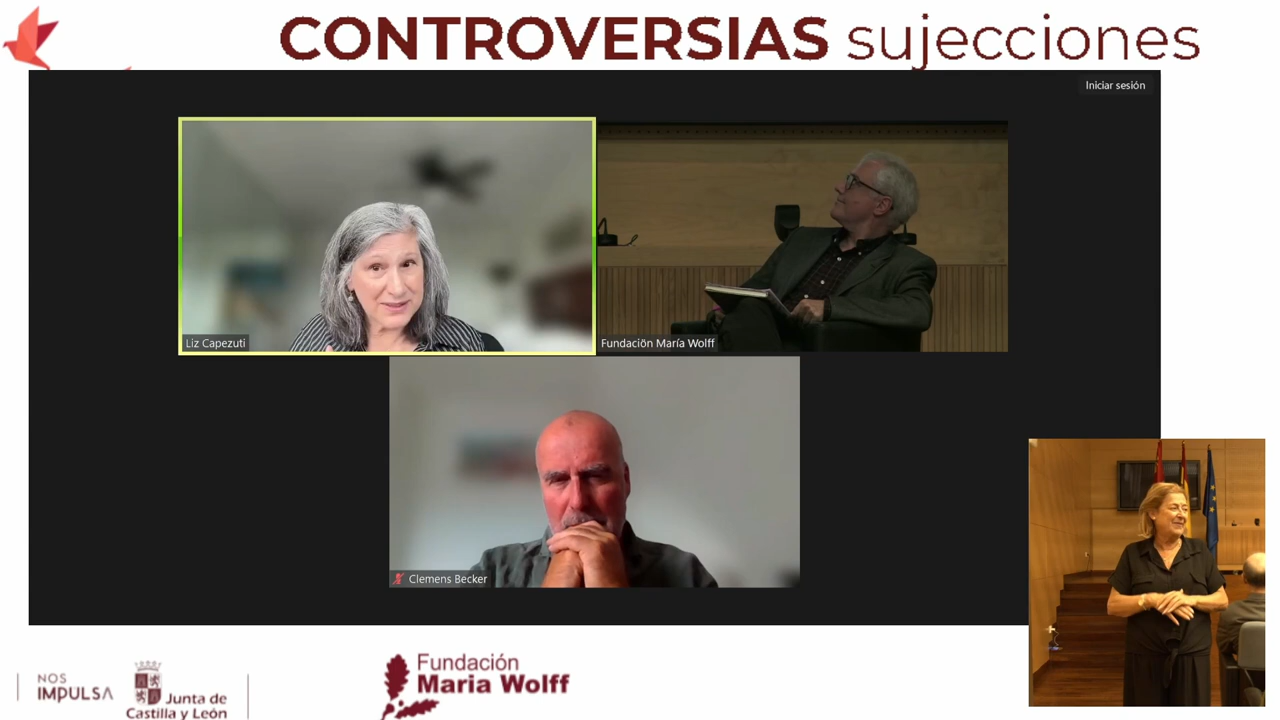 CONTROVERSIAS sujecciones
Iniciar sesión
Liz Capezuti
Fundaciõn María Wolff
Clemens Becker
NOS
IMPULSA
Junta de
Castilla y León
Fundación
Maria Wolff